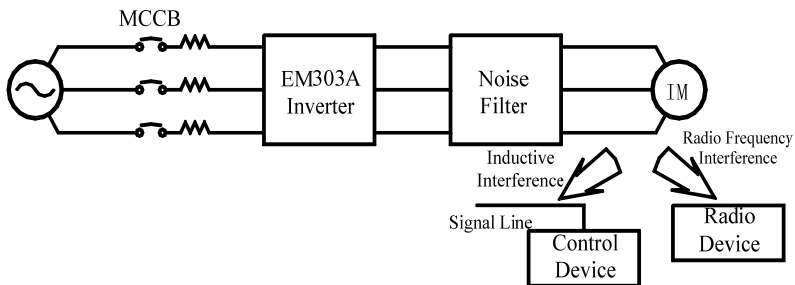 MCCB
EM303A
Inverter
Noise
Filter
IM
Inductive
Interference
Radio Frequency
Interference
Signal Line
Control
Device
Radio
Device